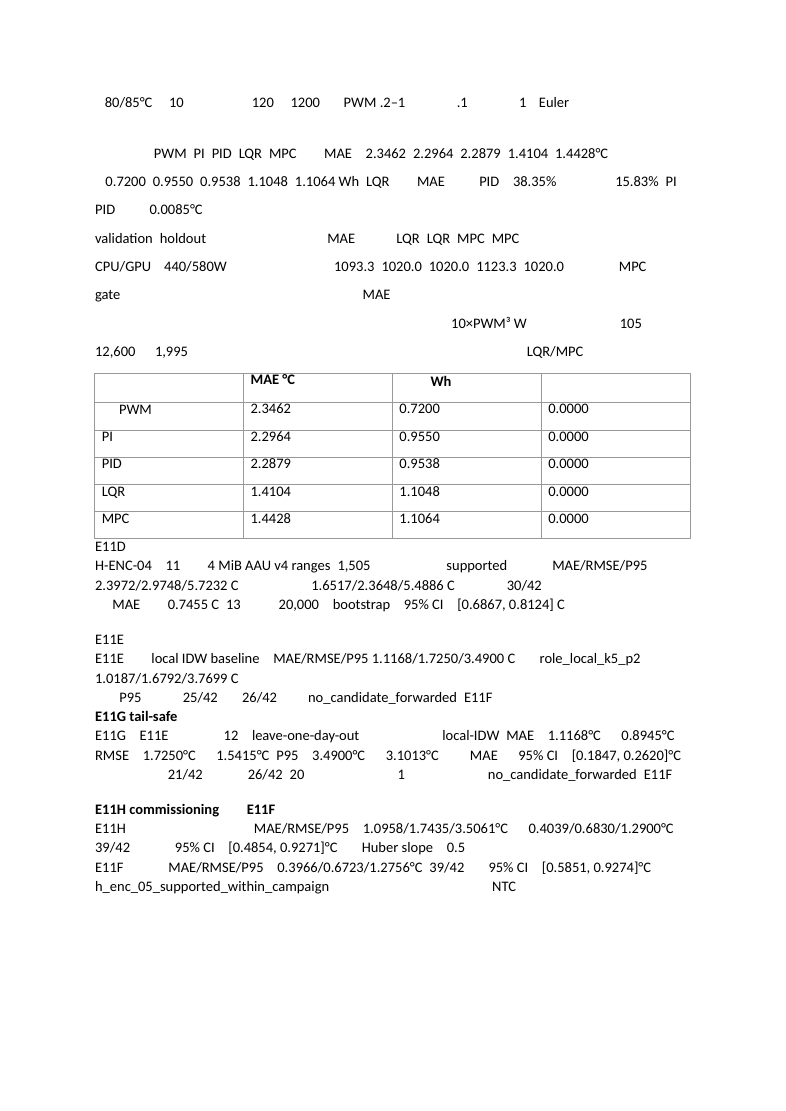 80/85°C 10 120 1200 PWM .2–1 .1 1 Euler
PWM PI PID LQR MPC MAE 2.3462 2.2964 2.2879 1.4104 1.4428°C
0.7200 0.9550 0.9538 1.1048 1.1064 Wh LQR MAE PID 38.35% 15.83% PI
PID 0.0085°C
validation holdout MAE LQR LQR MPC MPC
CPU/GPU 440/580W 1093.3 1020.0 1020.0 1123.3 1020.0 MPC
gate MAE
10×PWM³ W 105
12,600 1,995 LQR/MPC
MAE °C Wh
PWM 2.3462 0.7200 0.0000
PI 2.2964 0.9550 0.0000
PID 2.2879 0.9538 0.0000
LQR 1.4104 1.1048 0.0000
MPC 1.4428 1.1064 0.0000
E11D
H-ENC-04 11 4 MiB AAU v4 ranges 1,505 supported MAE/RMSE/P95
2.3972/2.9748/5.7232 C 1.6517/2.3648/5.4886 C 30/42
MAE 0.7455 C 13 20,000 bootstrap 95% CI [0.6867, 0.8124] C
E11E
E11E local IDW baseline MAE/RMSE/P95 1.1168/1.7250/3.4900 C role_local_k5_p2
1.0187/1.6792/3.7699 C
P95 25/42 26/42 no_candidate_forwarded E11F
E11G tail-safe
E11G E11E 12 leave-one-day-out local-IDW MAE 1.1168°C 0.8945°C
RMSE 1.7250°C 1.5415°C P95 3.4900°C 3.1013°C MAE 95% CI [0.1847, 0.2620]°C
21/42 26/42 20 1 no_candidate_forwarded E11F
E11H commissioning E11F
E11H MAE/RMSE/P95 1.0958/1.7435/3.5061°C 0.4039/0.6830/1.2900°C
39/42 95% CI [0.4854, 0.9271]°C Huber slope 0.5
E11F MAE/RMSE/P95 0.3966/0.6723/1.2756°C 39/42 95% CI [0.5851, 0.9274]°C
h_enc_05_supported_within_campaign NTC